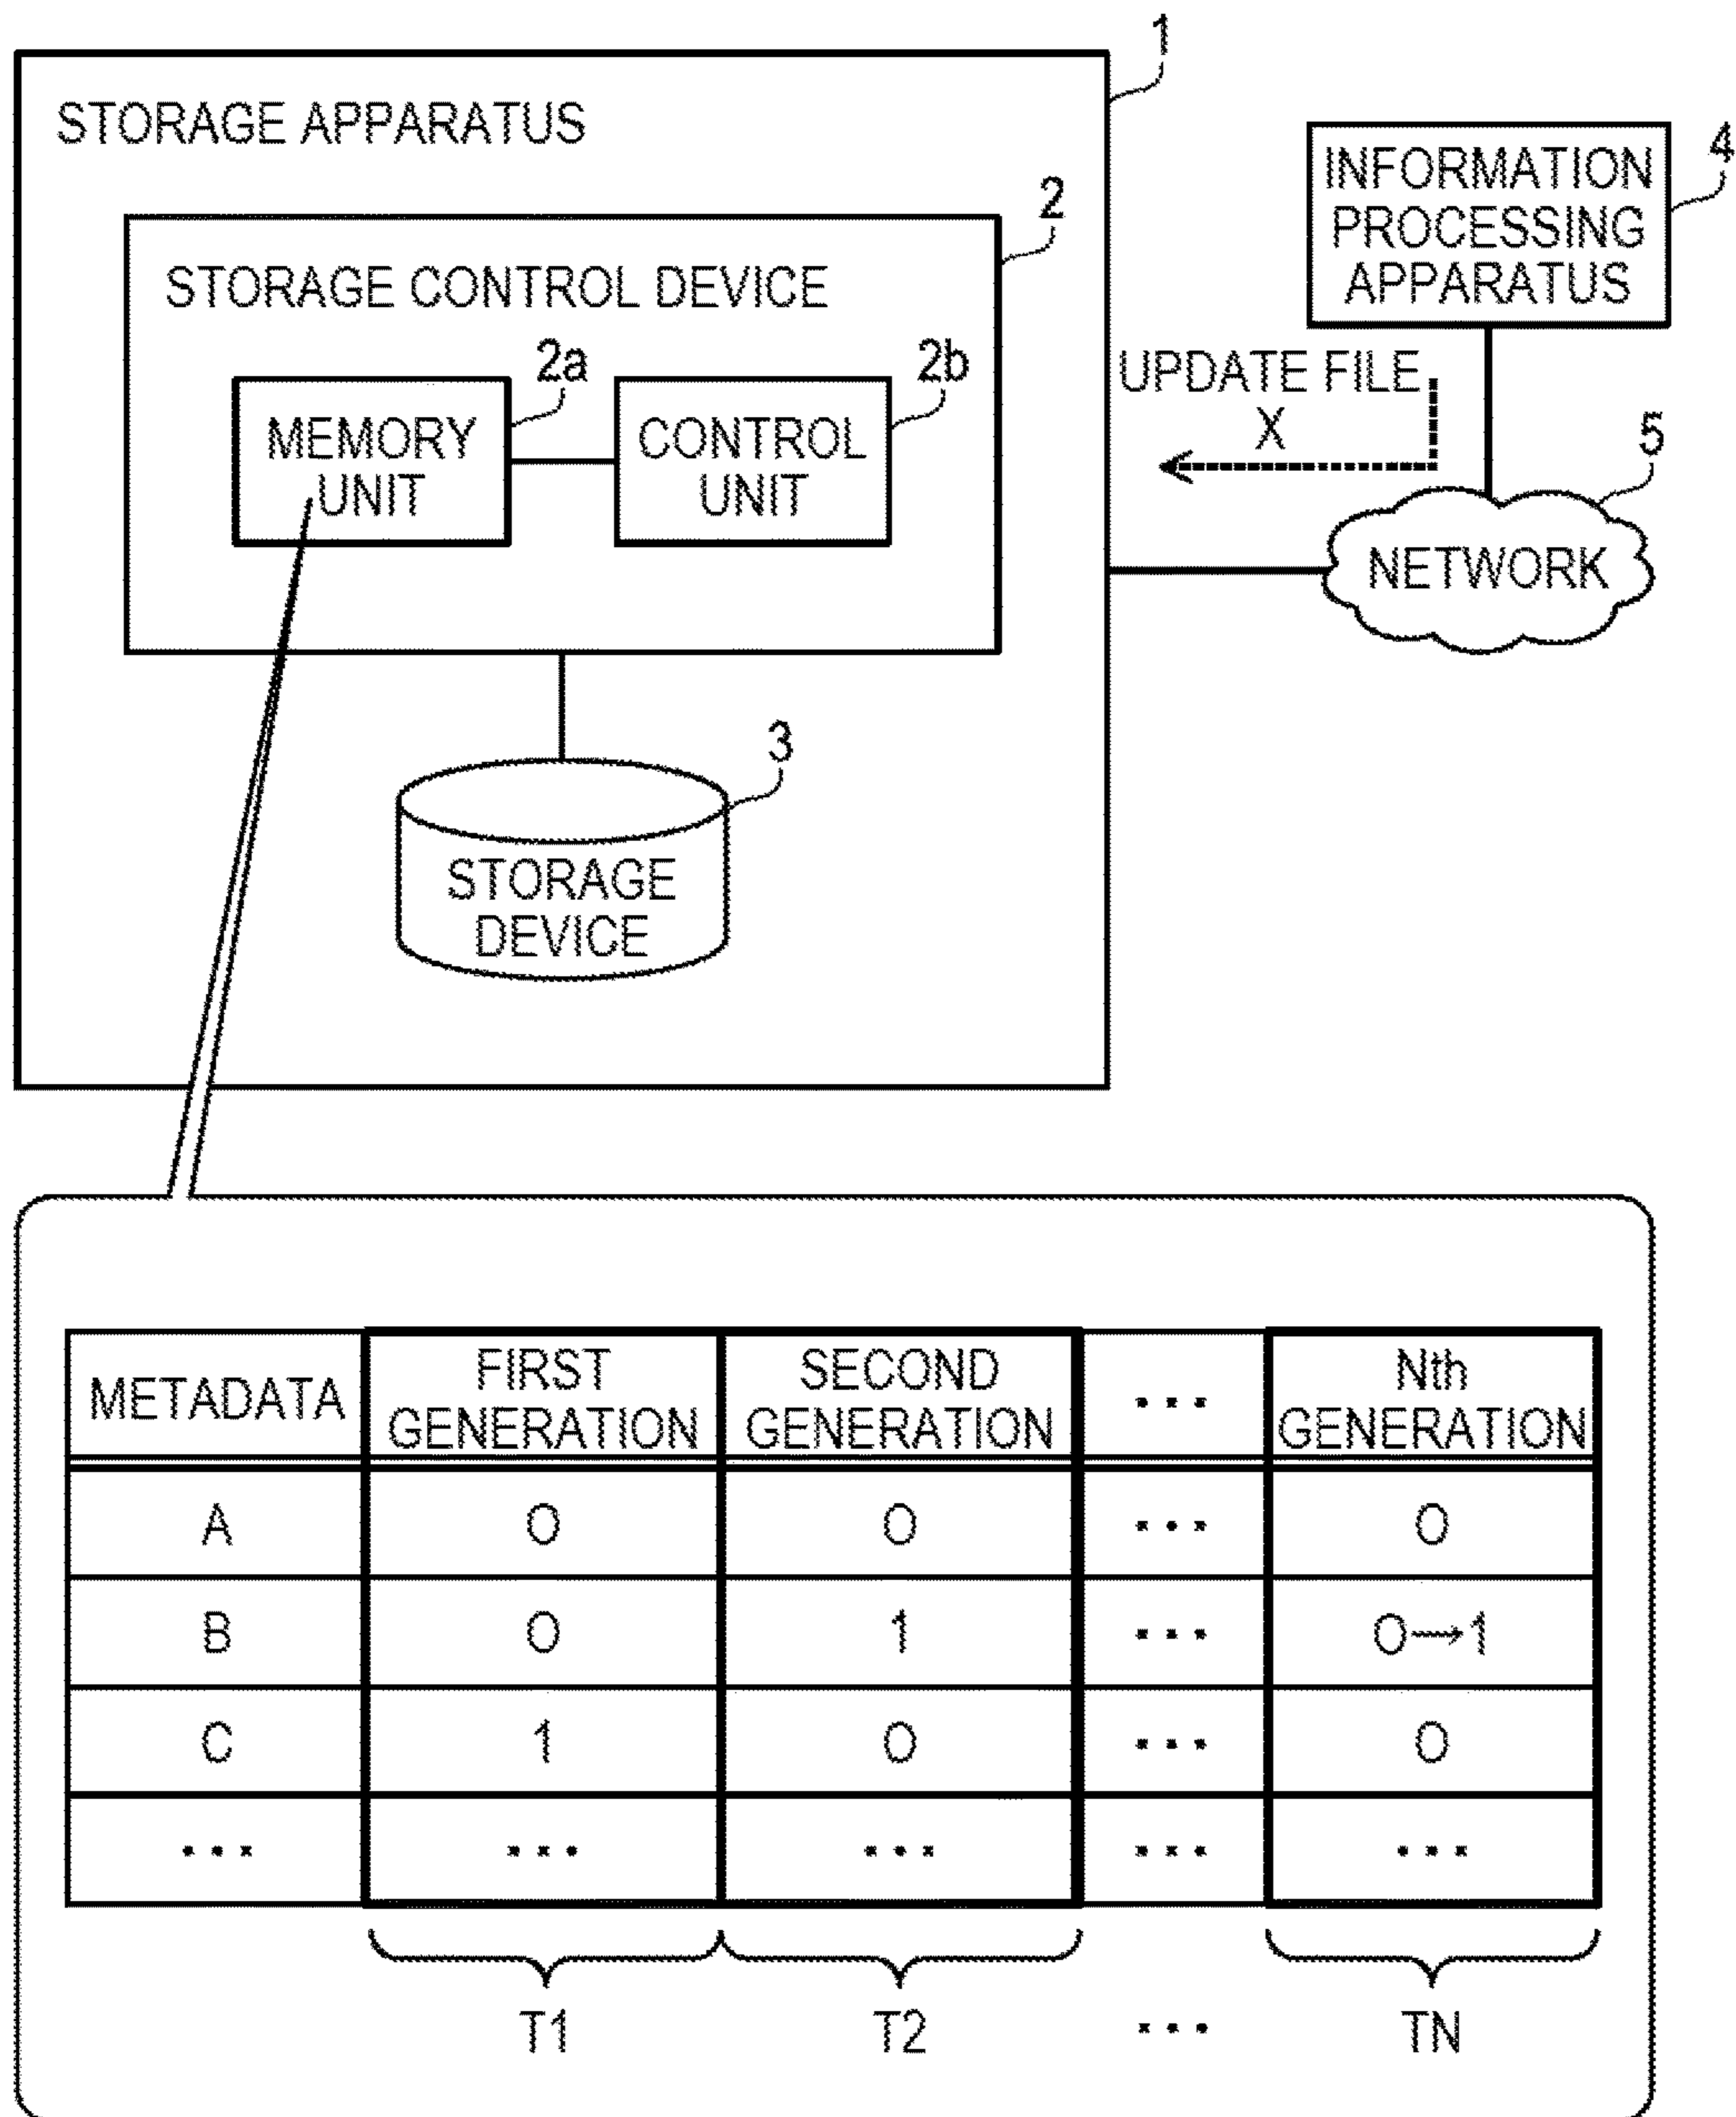 1
STORAGE APPARATUS
2
STORAGE CONTROL DEVICE
2a
MEMORY
UNIT
2b
CONTROL
UNIT
3
STORAGE
DEVICE
4
INFORMATION
PROCESSING
APPARATUS
UPDATE FILE
X
5
NETWORK
METADATA FIRST GENERATION SECOND GENERATION ... Nth GENERATION
A 0 0 ... 0
B 0 1 ... 0→1
C 1 0 ... 0
... ... ... ... ...
T1 T2 ... TN